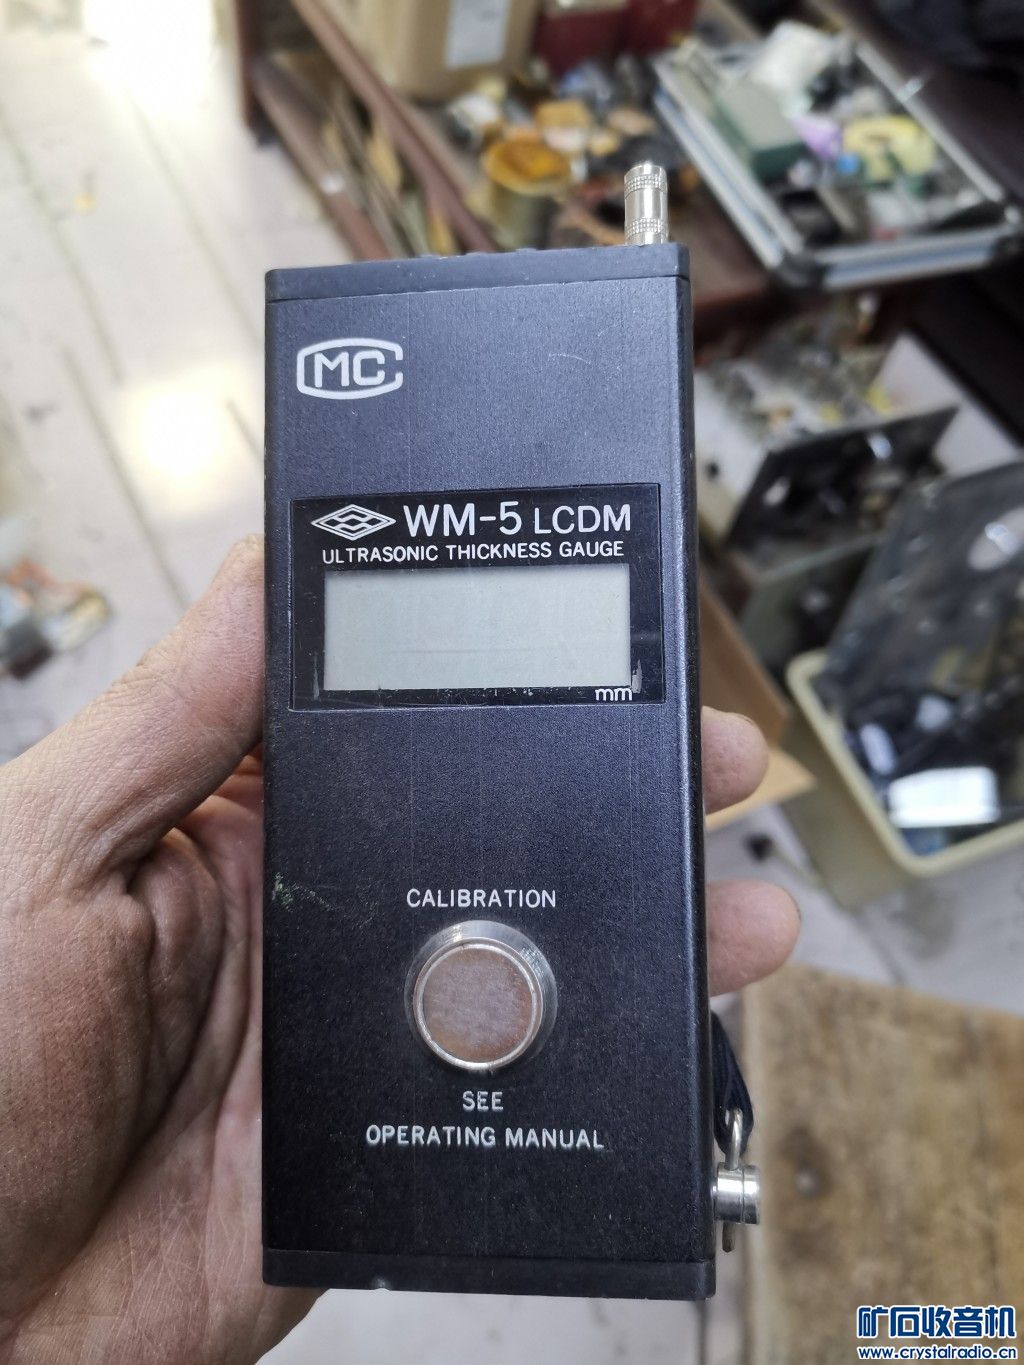 MC
WM-5 LCDM
ULTRASONIC THICKNESS GAUGE
mm
CALIBRATION
SEE
OPERATING MANUAL
矿石收音机
www.crystalradio.cn